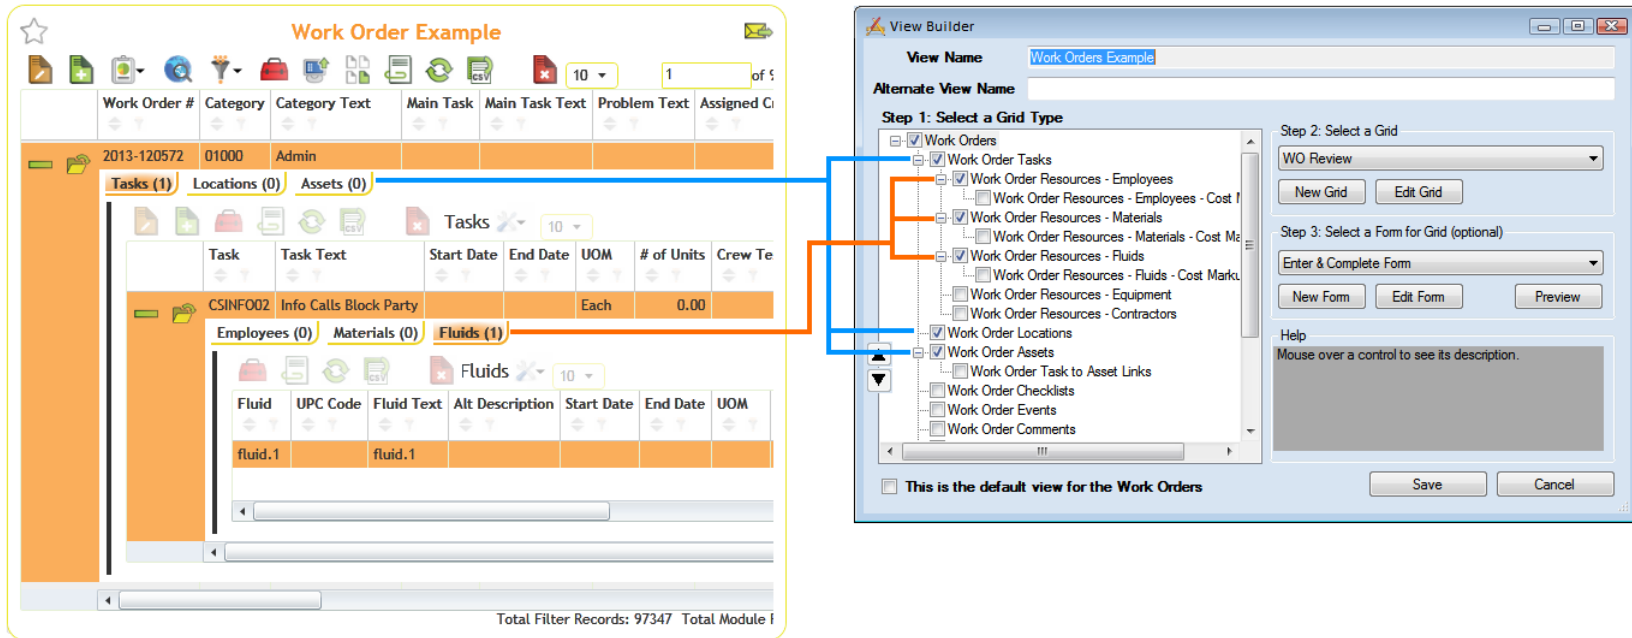 Work Order Example
10
1
of 9
Work Order # Category Category Text Main Task Main Task Text Problem Text Assigned Cr
2013-120572 01000 Admin
Tasks (1) Locations (0) Assets (0)
Tasks 10
Task Task Text Start Date End Date UOM # of Units Crew Te
CSINFO02 Info Calls Block Party Each 0.00
Employees (0) Materials (0) Fluids (1)
Fluids 10
Fluid UPC Code Fluid Text Alt Description Start Date End Date UOM
fluid.1 fluid.1
Total Filter Records: 97347 Total Module
View Builder
View Name Work Orders Example
Alternate View Name
Step 1: Select a Grid Type
Work Orders
Work Order Tasks
Work Order Resources - Employees
Work Order Resources - Employees - Cost
Work Order Resources - Materials
Work Order Resources - Materials - Cost Ma
Work Order Resources - Fluids
Work Order Resources - Fluids - Cost Marku
Work Order Resources - Equipment
Work Order Resources - Contractors
Work Order Locations
Work Order Assets
Work Order Task to Asset Links
Work Order Checklists
Work Order Events
Work Order Comments
Step 2: Select a Grid
WO Review
New Grid Edit Grid
Step 3: Select a Form for Grid (optional)
Enter & Complete Form
New Form Edit Form Preview
Help
Mouse over a control to see its description.
This is the default view for the Work Orders
Save Cancel